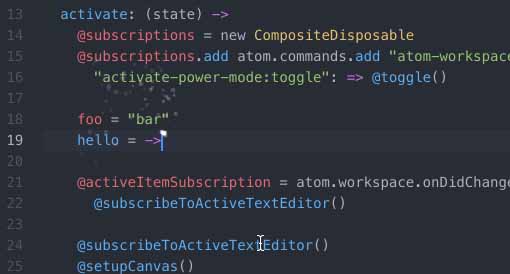 13 activate: (state) ->
14 @subscriptions = new CompositeDisposable
15 @subscriptions.add atom.commands.add "atom-workspace
16 "activate-power-mode:toggle": => @toggle()
17
18 foo = "bar"
19 hello = ->
20
21 @activeItemSubscription = atom.workspace.onDidChange
22 @subscribeToActiveTextEditor()
23
24 @subscribeToActiveTextEditor()
25 @setupCanvas()